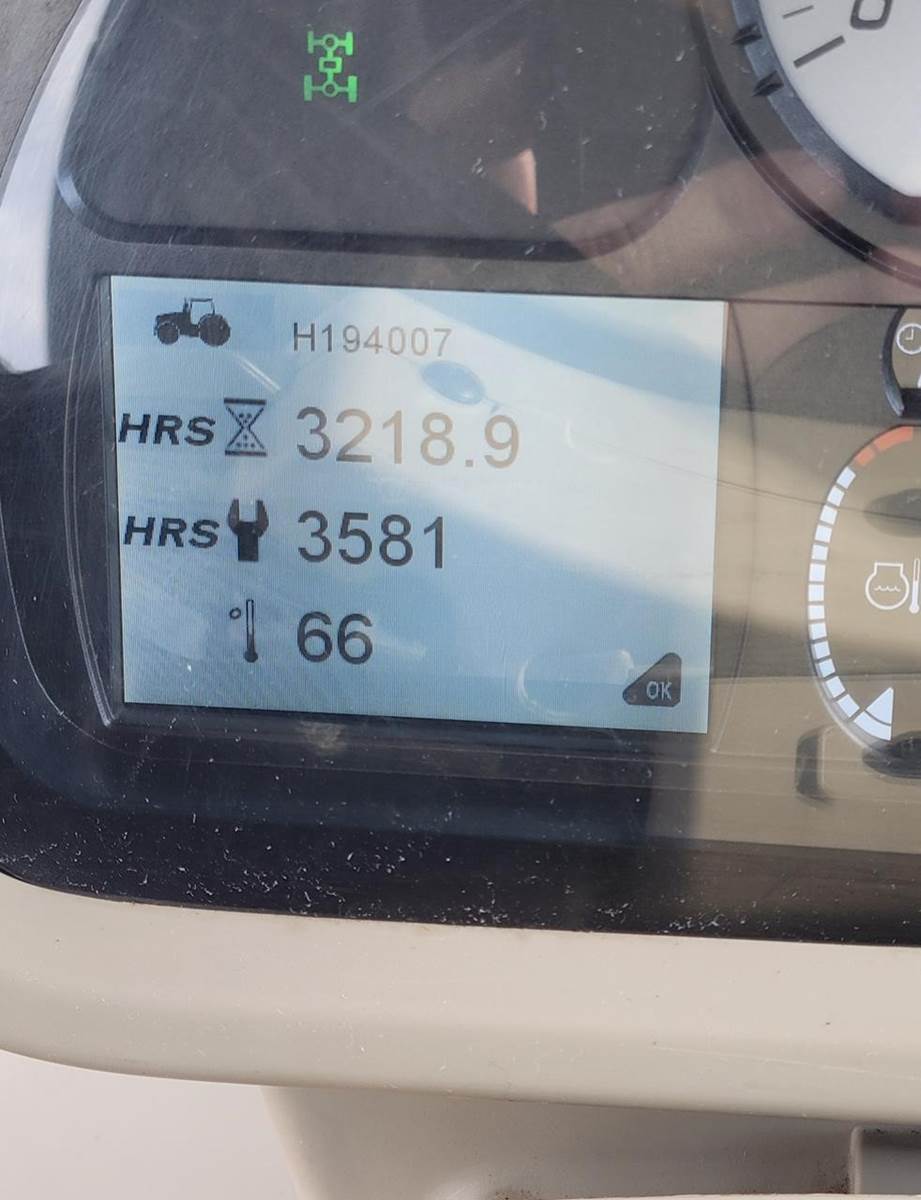 H194007
HRS 3218.9
HRS 3581
° 66
OK